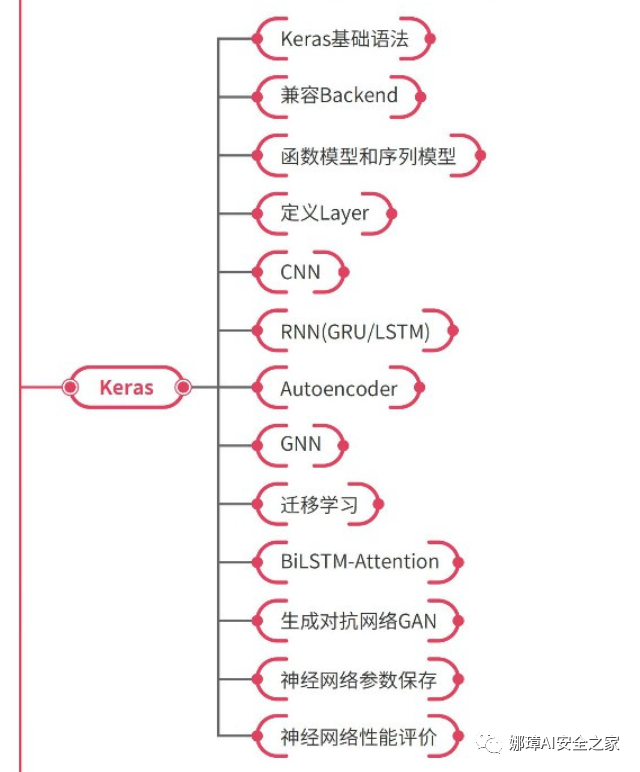 Keras基础语法
兼容Backend
函数模型和序列模型
定义Layer
CNN
RNN(GRU/LSTM)
Keras
Autoencoder
GNN
迁移学习
BiLSTM-Attention
生成对抗网络GAN
神经网络参数保存
神经网络性能评价
娜璋AI安全之家